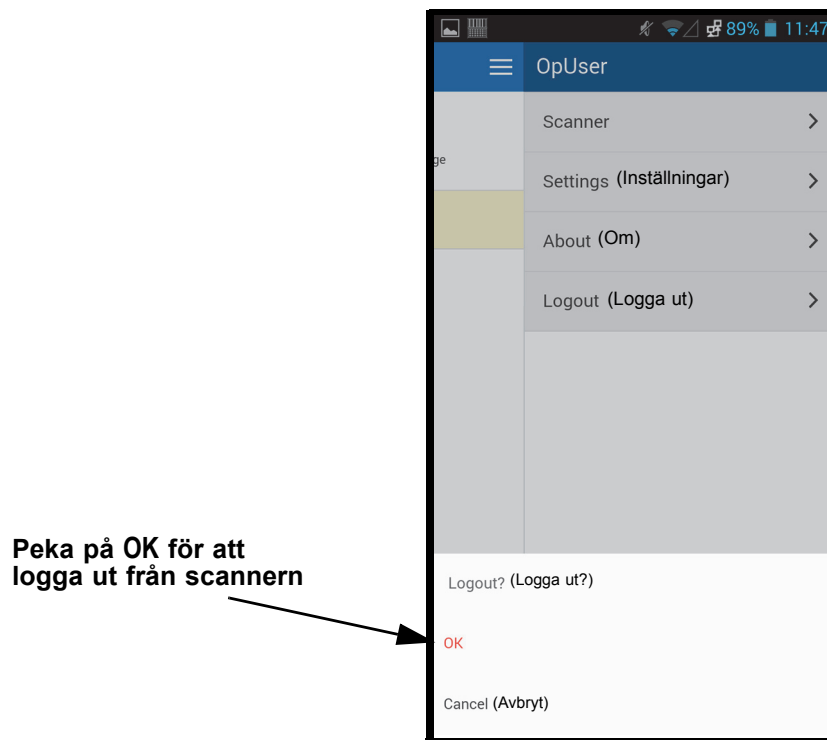 89% 11:47
OpUser
Scanner
ge
Settings (Inställningar)
About (Om)
Logout (Logga ut)
Peka på OK för att
logga ut från scannern
Logout? (Logga ut?)
OK
Cancel (Avbryt)